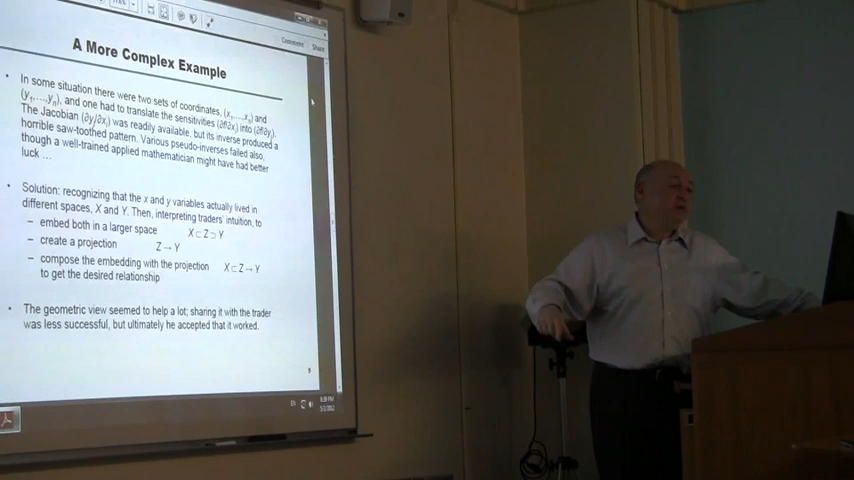 Comment Share
A More Complex Example
• In some situation there were two sets of coordinates, (x₁,…,xₙ) and
(y₁,…,yₙ), and one had to translate the sensitivities (∂f/∂xᵢ) into (∂f/∂yⱼ).
The Jacobian (∂y/∂xᵢ) was readily available, but its inverse produced a
horrible saw-toothed pattern. Various pseudo-inverses failed also,
though a well-trained applied mathematician might have had better
luck …
• Solution: recognizing that the x and y variables actually lived in
different spaces, X and Y. Then, interpreting traders' intuition, to
– embed both in a larger space X ⊂ Z ⊃ Y
– create a projection Z → Y
– compose the embedding with the projection X ⊂ Z → Y
to get the desired relationship
• The geometric view seemed to help a lot; sharing it with the trader
was less successful, but ultimately he accepted that it worked.
EN